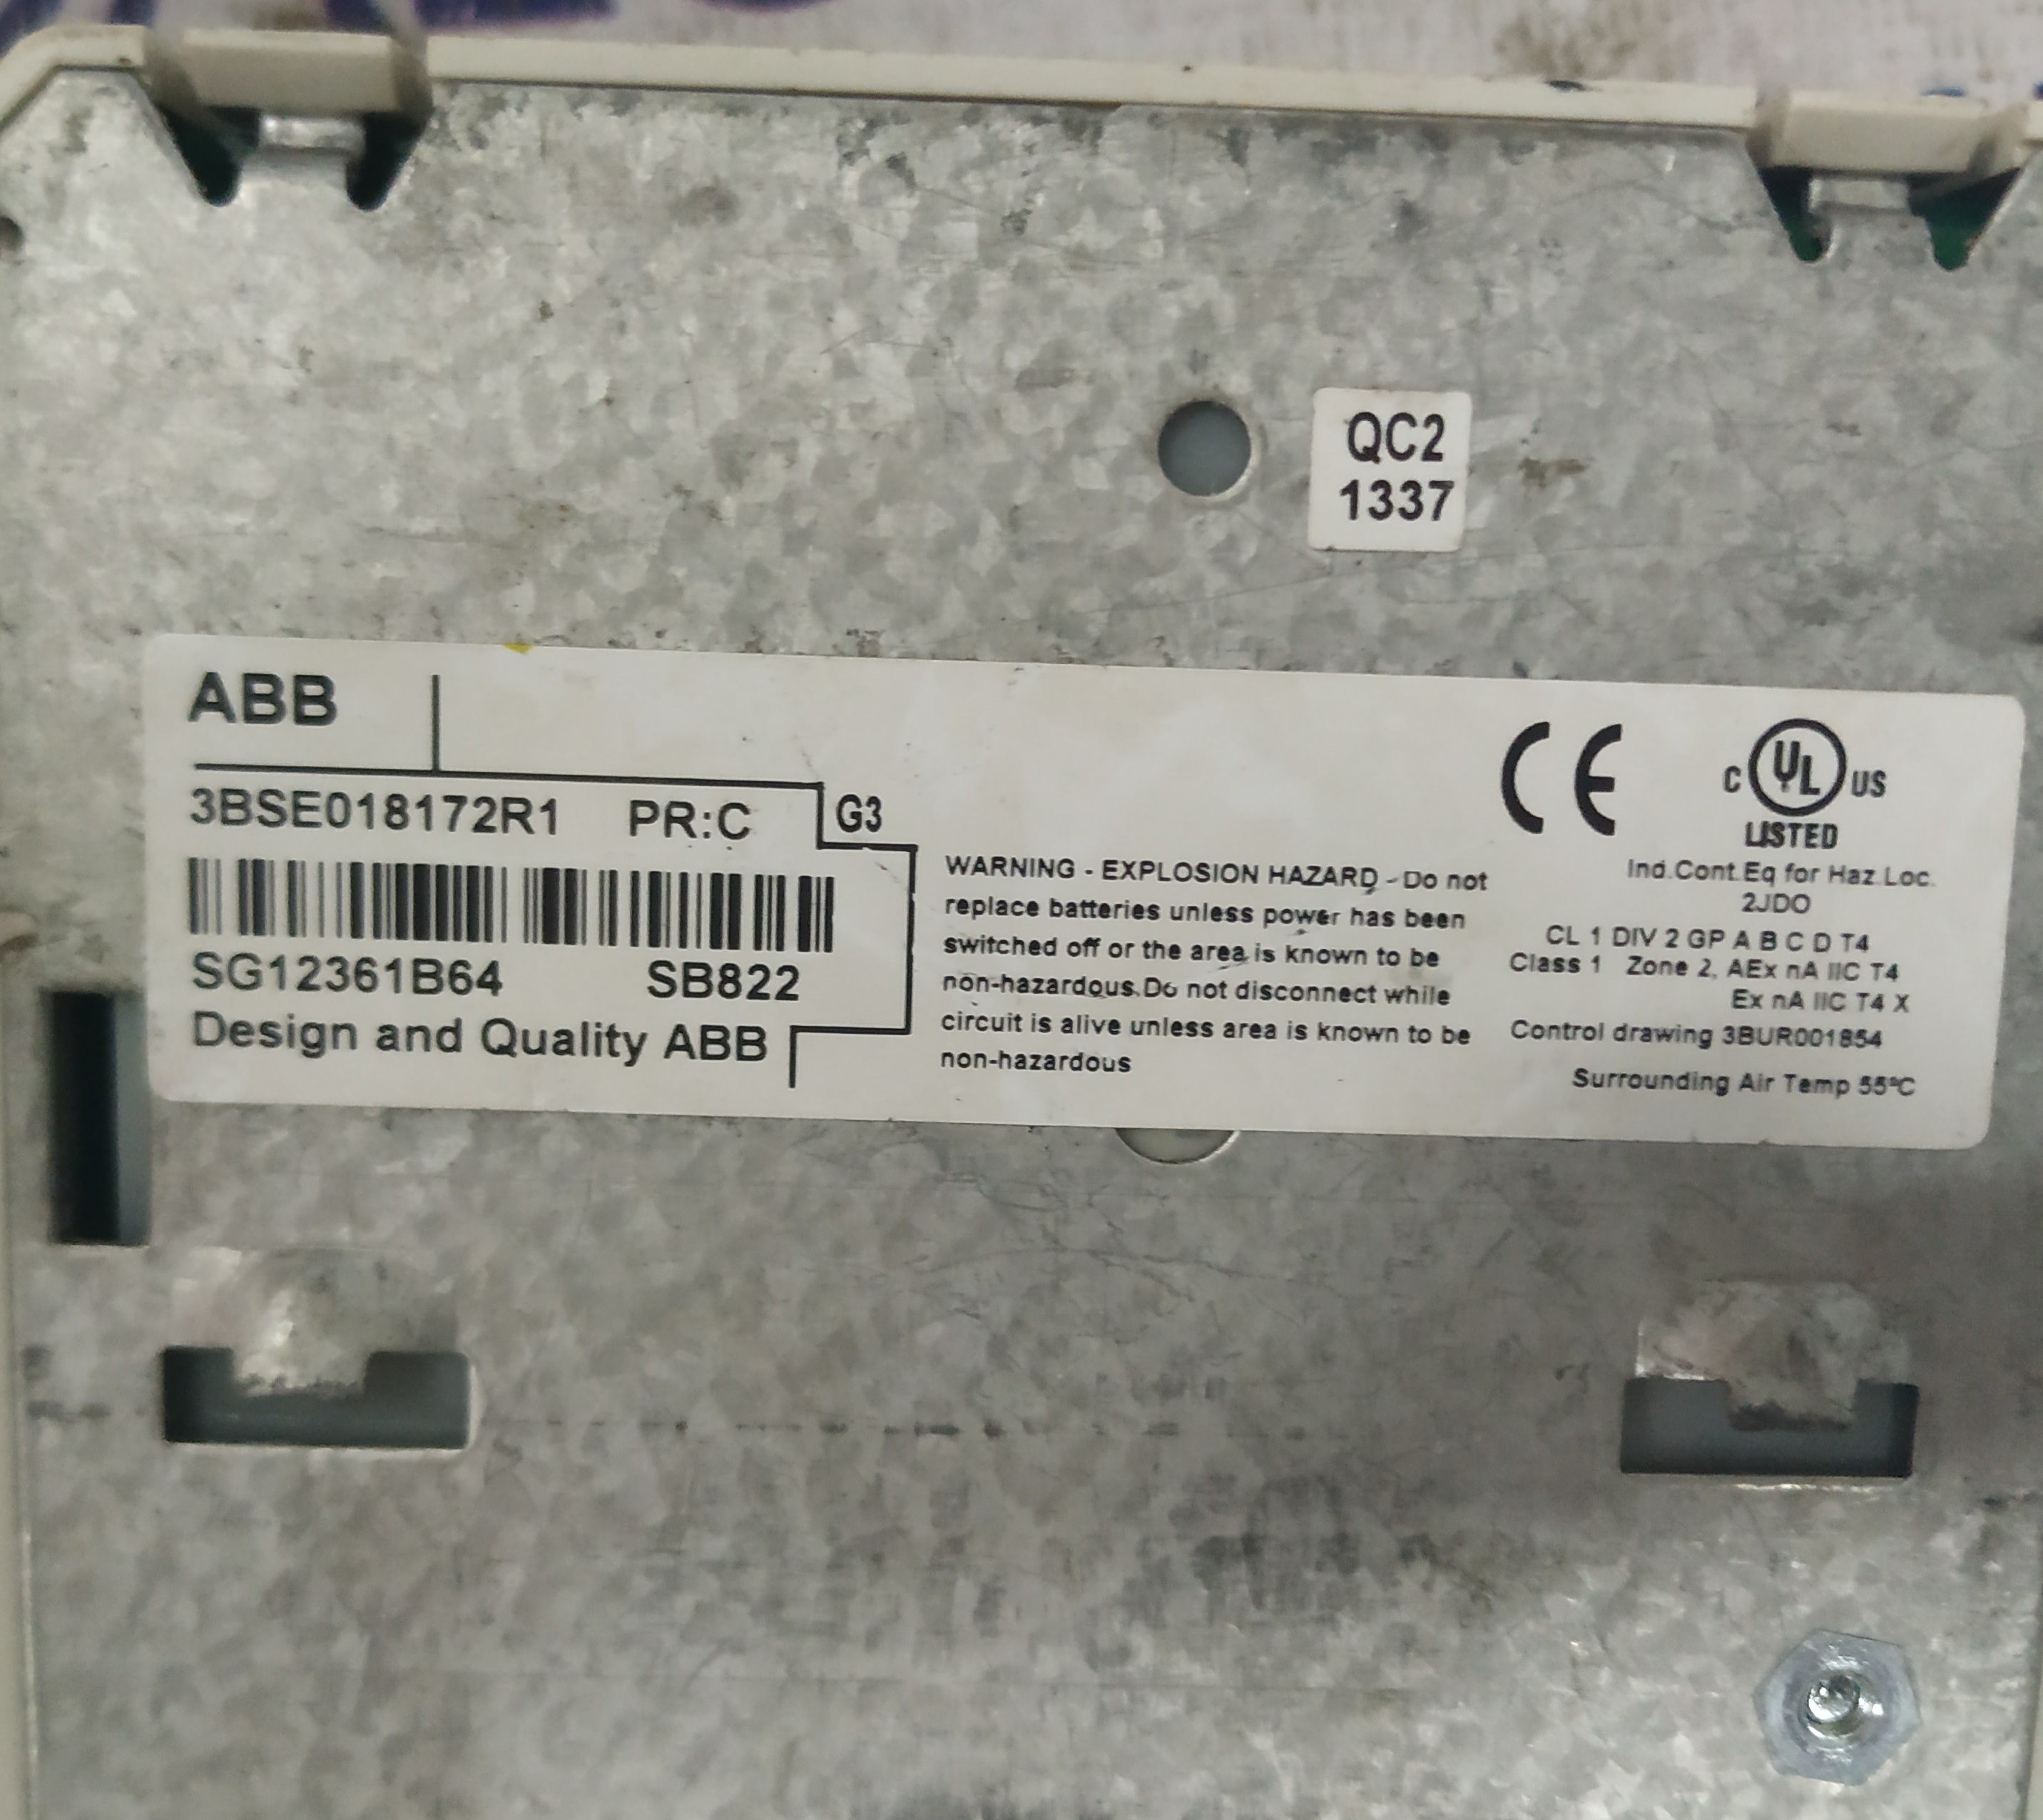 QC2
1337
ABB
3BSE018172R1 PR:C G3
SG12361B64 SB822
Design and Quality ABB
WARNING - EXPLOSION HAZARD - Do not
replace batteries unless power has been
switched off or the area is known to be
non-hazardous.Do not disconnect while
circuit is alive unless area is known to be
non-hazardous
CE
C UL US
LISTED
Ind.Cont.Eq for Haz.Loc.
2JDO
CL 1 DIV 2 GP A B C D T4
Class 1 Zone 2, AEx nA IIC T4
Ex nA IIC T4 X
Control drawing 3BUR001854
Surrounding Air Temp 55°C